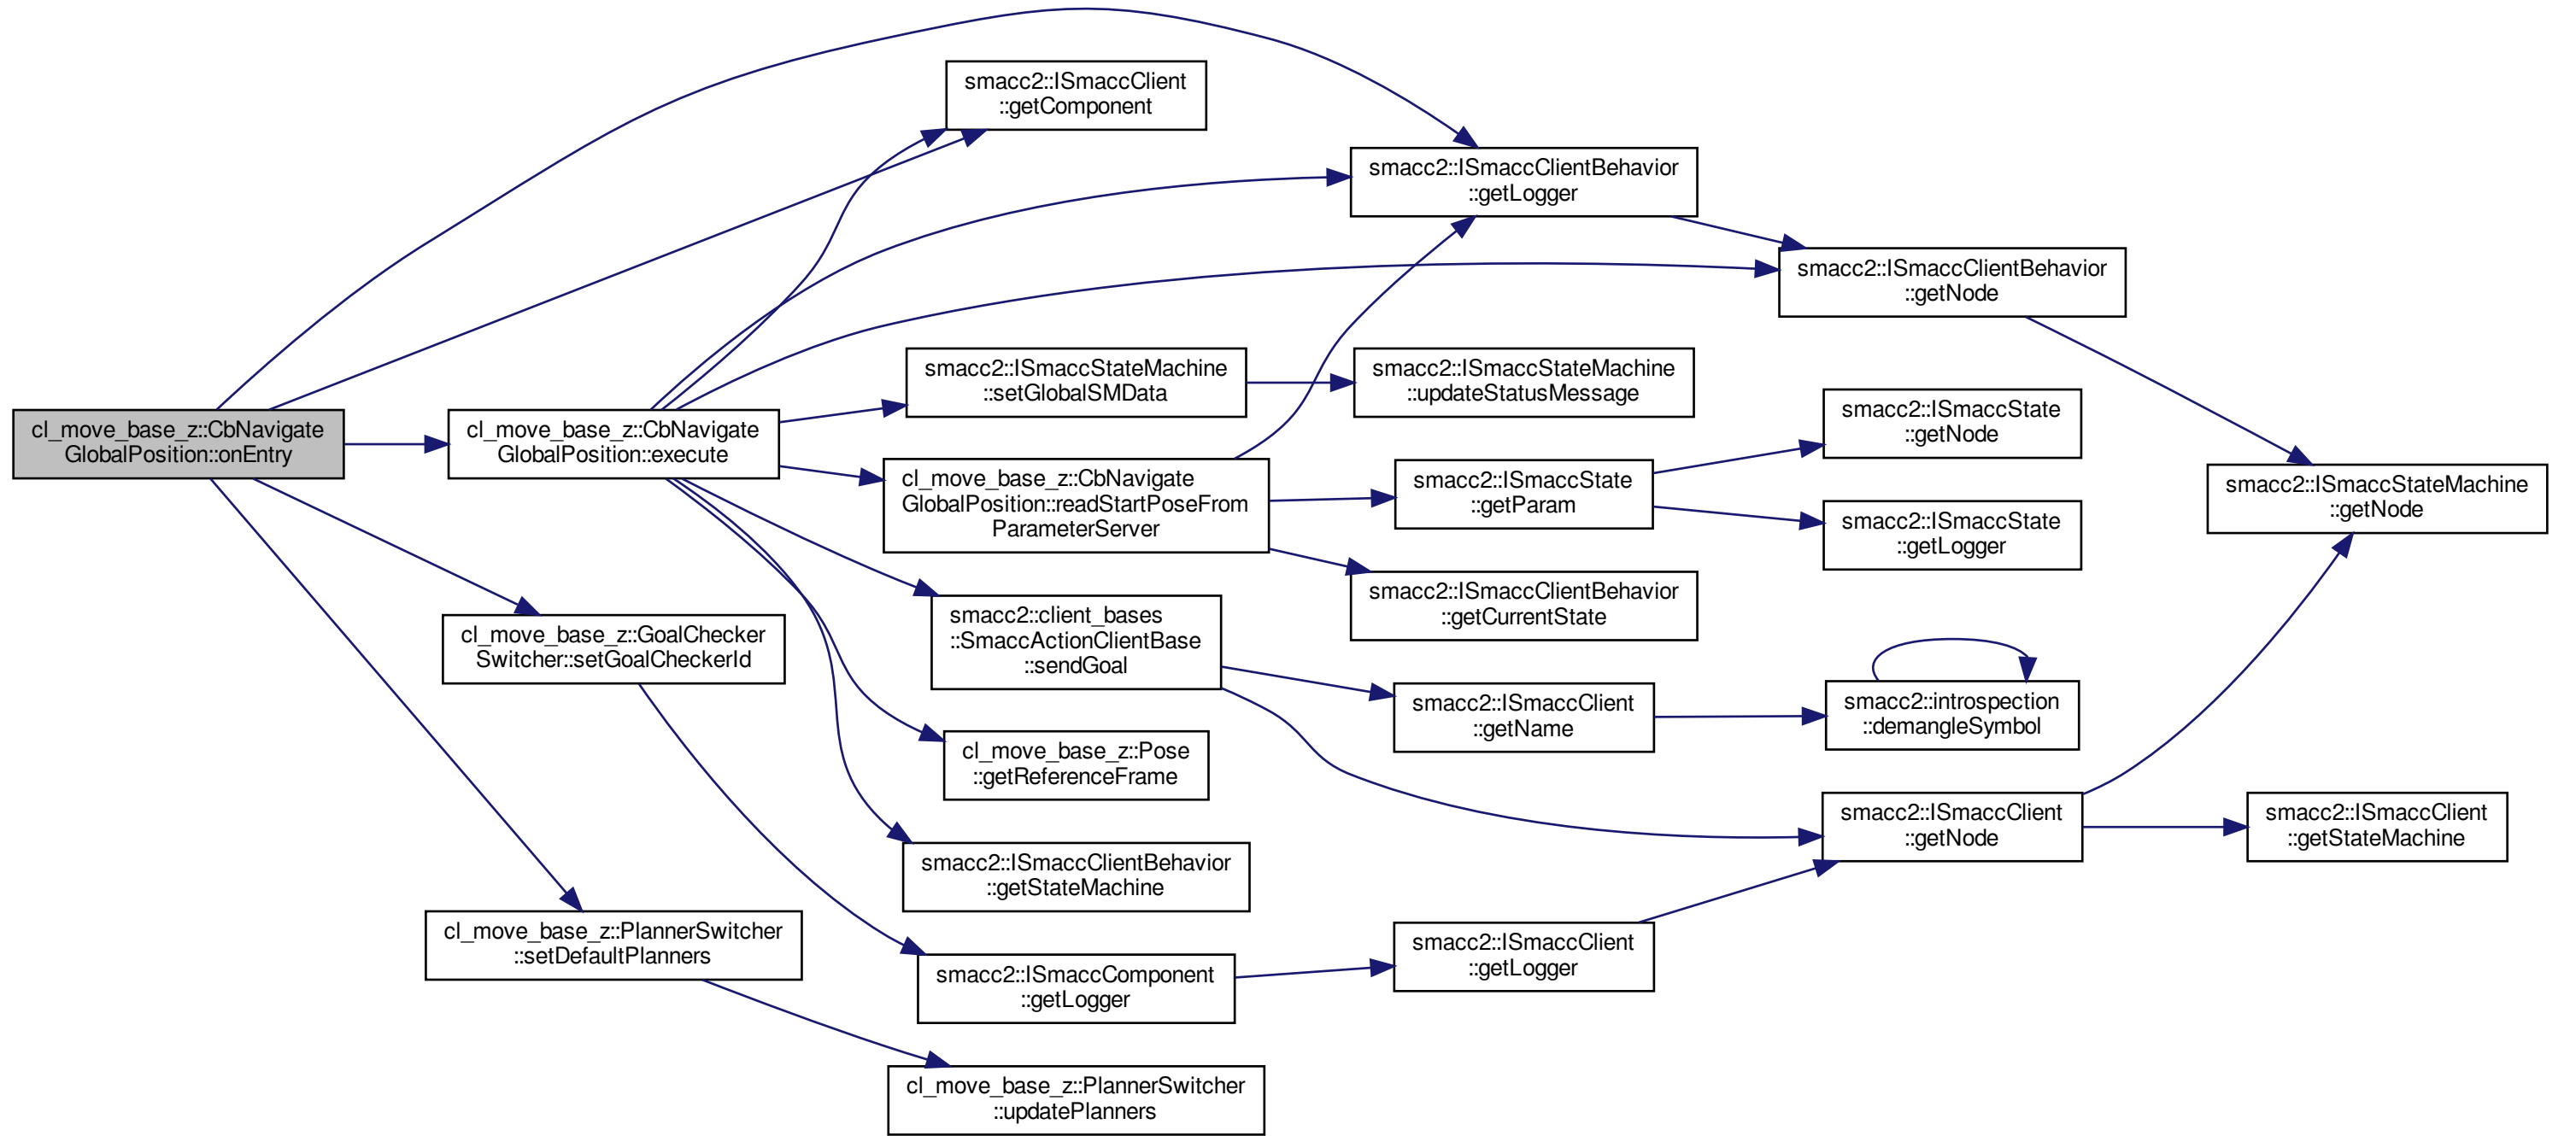 smacc2::ISmaccClient
::getComponent
smacc2::ISmaccClientBehavior
::getLogger
smacc2::ISmaccClientBehavior
::getNode
smacc2::ISmaccStateMachine
::setGlobalSMData
smacc2::ISmaccStateMachine
::updateStatusMessage
smacc2::ISmaccState
::getNode
cl_move_base_z::CbNavigate
GlobalPosition::onEntry
cl_move_base_z::CbNavigate
GlobalPosition::execute
cl_move_base_z::CbNavigate
GlobalPosition::readStartPoseFrom
ParameterServer
smacc2::ISmaccState
::getParam
smacc2::ISmaccState
::getLogger
smacc2::ISmaccStateMachine
::getNode
smacc2::ISmaccClientBehavior
::getCurrentState
cl_move_base_z::GoalChecker
Switcher::setGoalCheckerId
smacc2::client_bases
::SmaccActionClientBase
::sendGoal
smacc2::ISmaccClient
::getName
smacc2::introspection
::demangleSymbol
cl_move_base_z::Pose
::getReferenceFrame
smacc2::ISmaccClient
::getNode
smacc2::ISmaccClient
::getStateMachine
smacc2::ISmaccClientBehavior
::getStateMachine
cl_move_base_z::PlannerSwitcher
::setDefaultPlanners
smacc2::ISmaccComponent
::getLogger
smacc2::ISmaccClient
::getLogger
cl_move_base_z::PlannerSwitcher
::updatePlanners